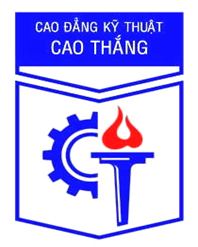 CAO ĐẲNG KỸ THUẬT
CAO THẮNG